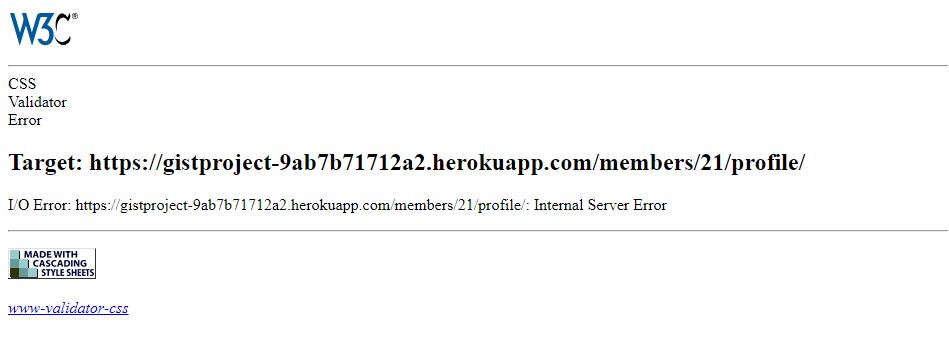 W3C®
CSS
Validator
Error
Target: https://gistproject-9ab7b71712a2.herokuapp.com/members/21/profile/
I/O Error: https://gistproject-9ab7b71712a2.herokuapp.com/members/21/profile/: Internal Server Error
MADE WITH
CASCADING
STYLE SHEETS
www-validator-css